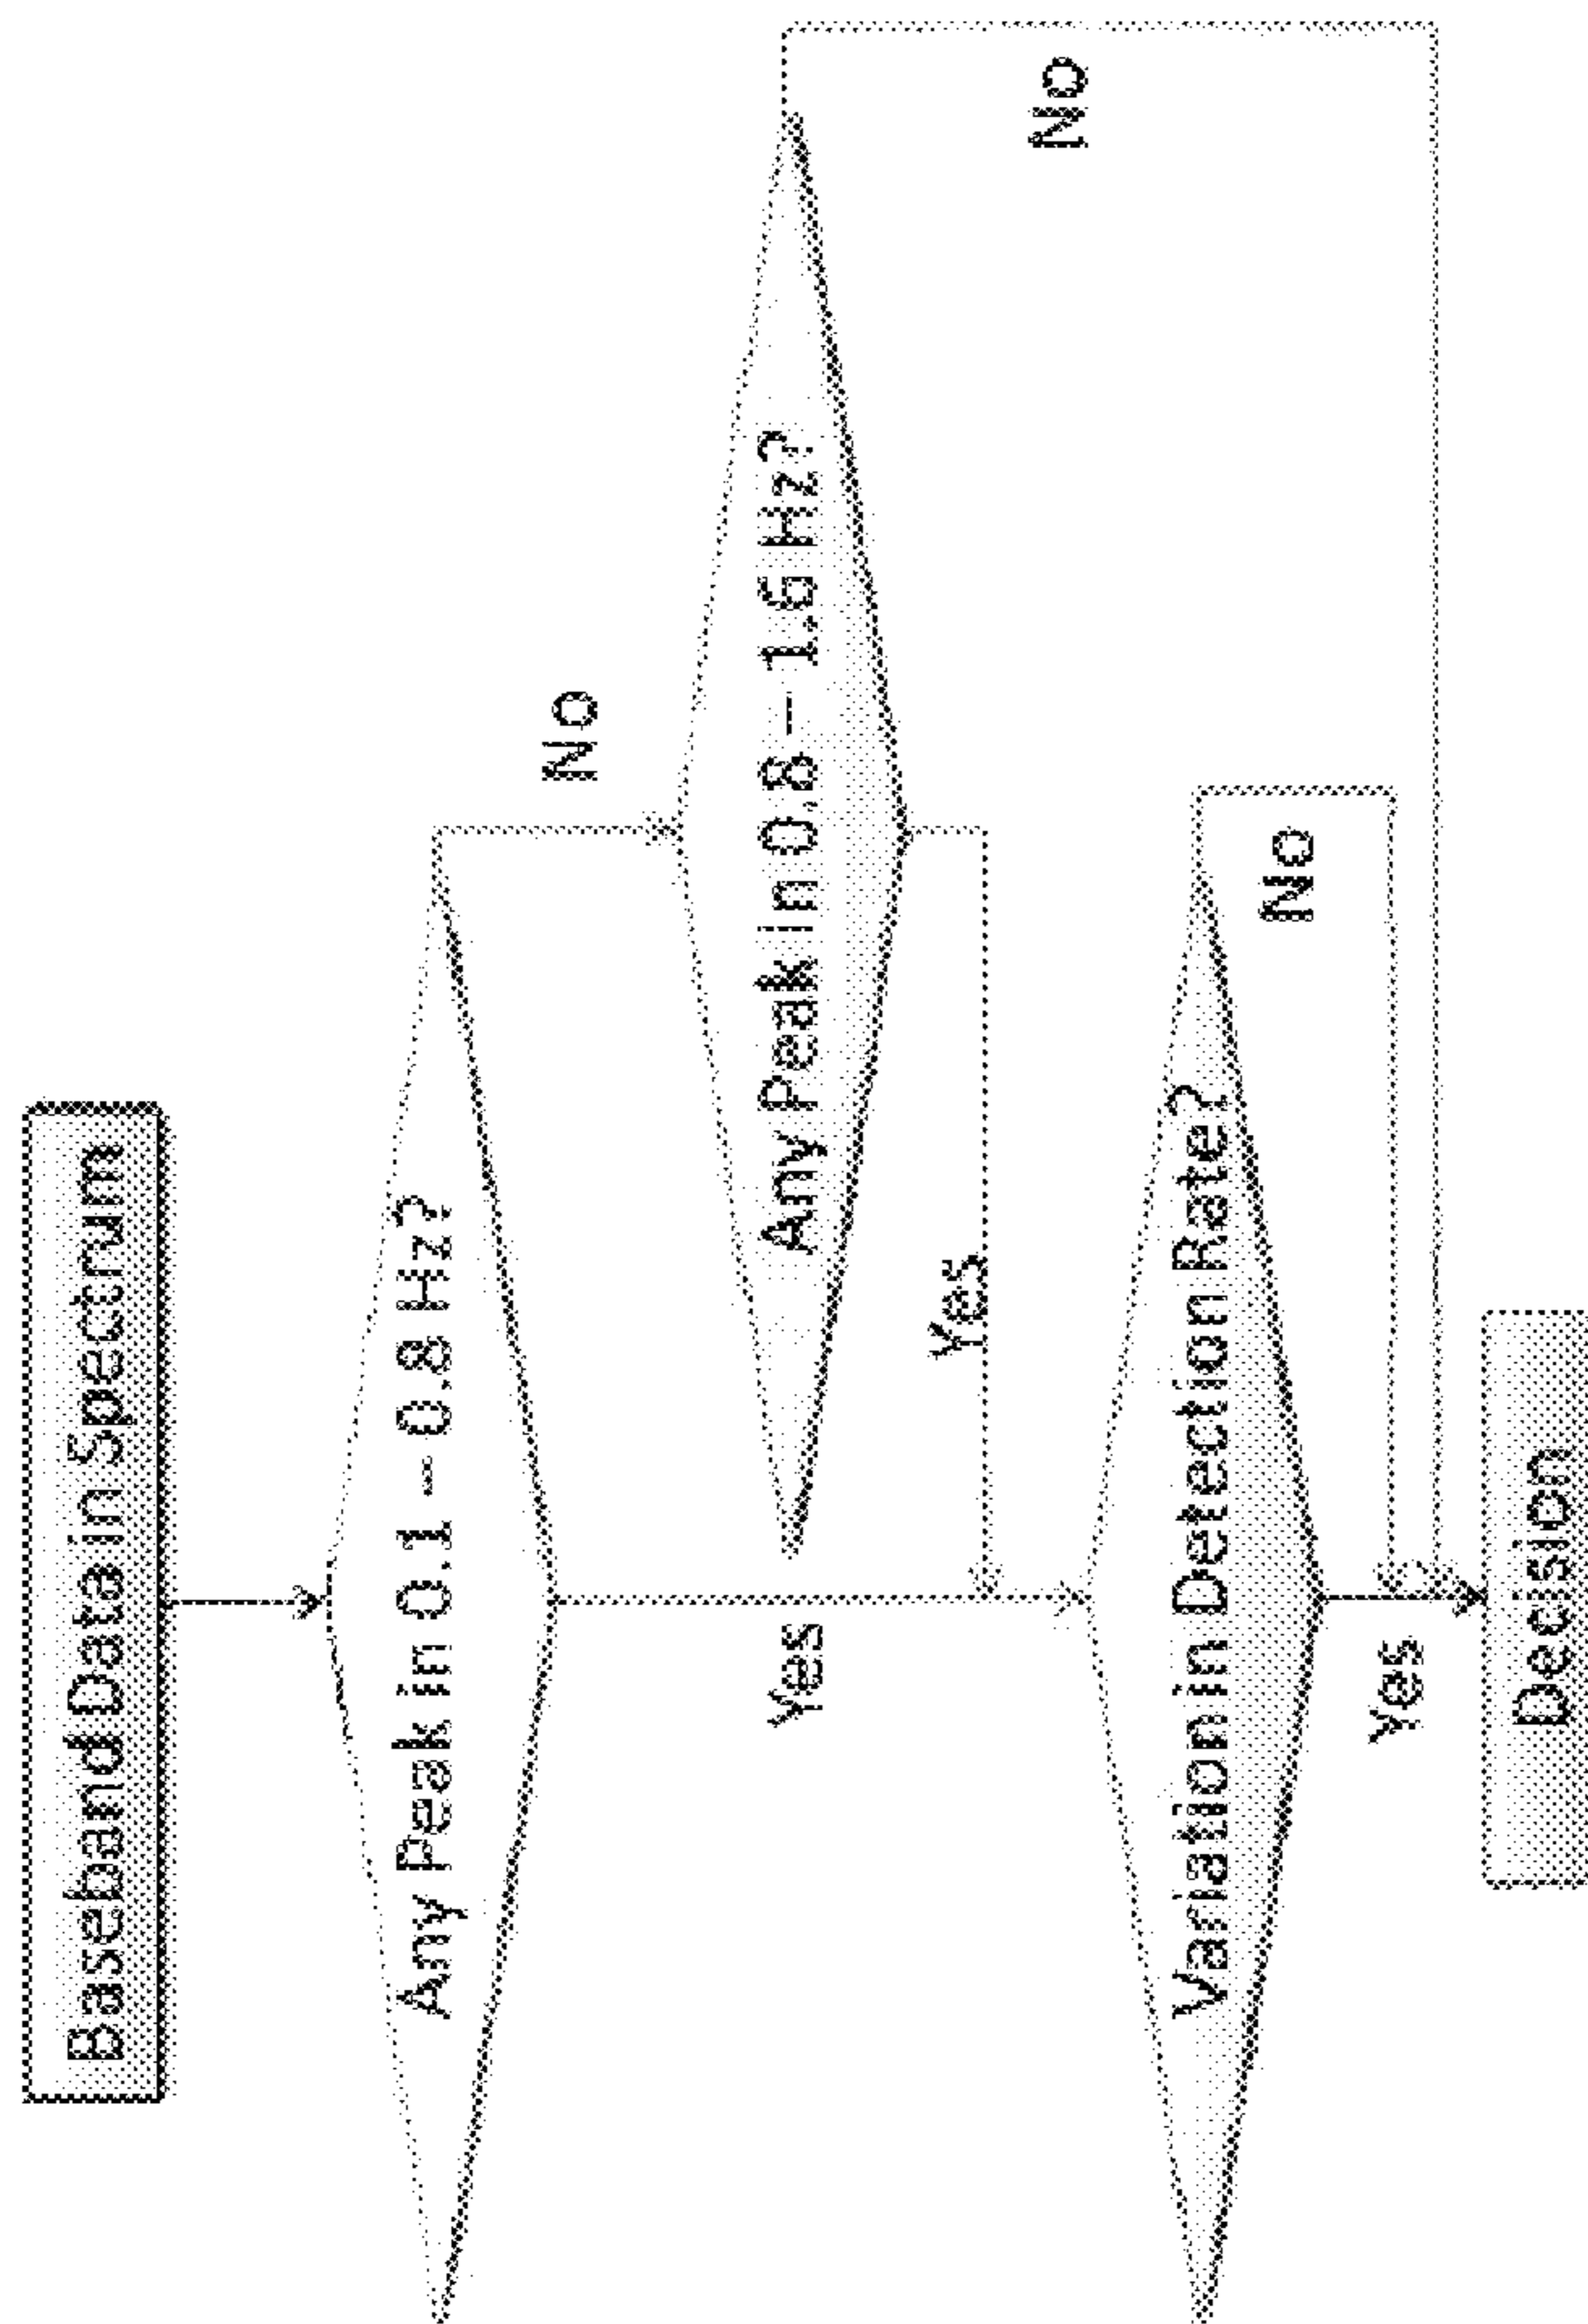 Baseband Data in Spectrum
Any Peak in 0.1 – 0.8 Hz?
No
Any Peak in 0.8 – 1.6 Hz?
No
Yes
Yes
Variation in Detection Rate?
No
Yes
Decision